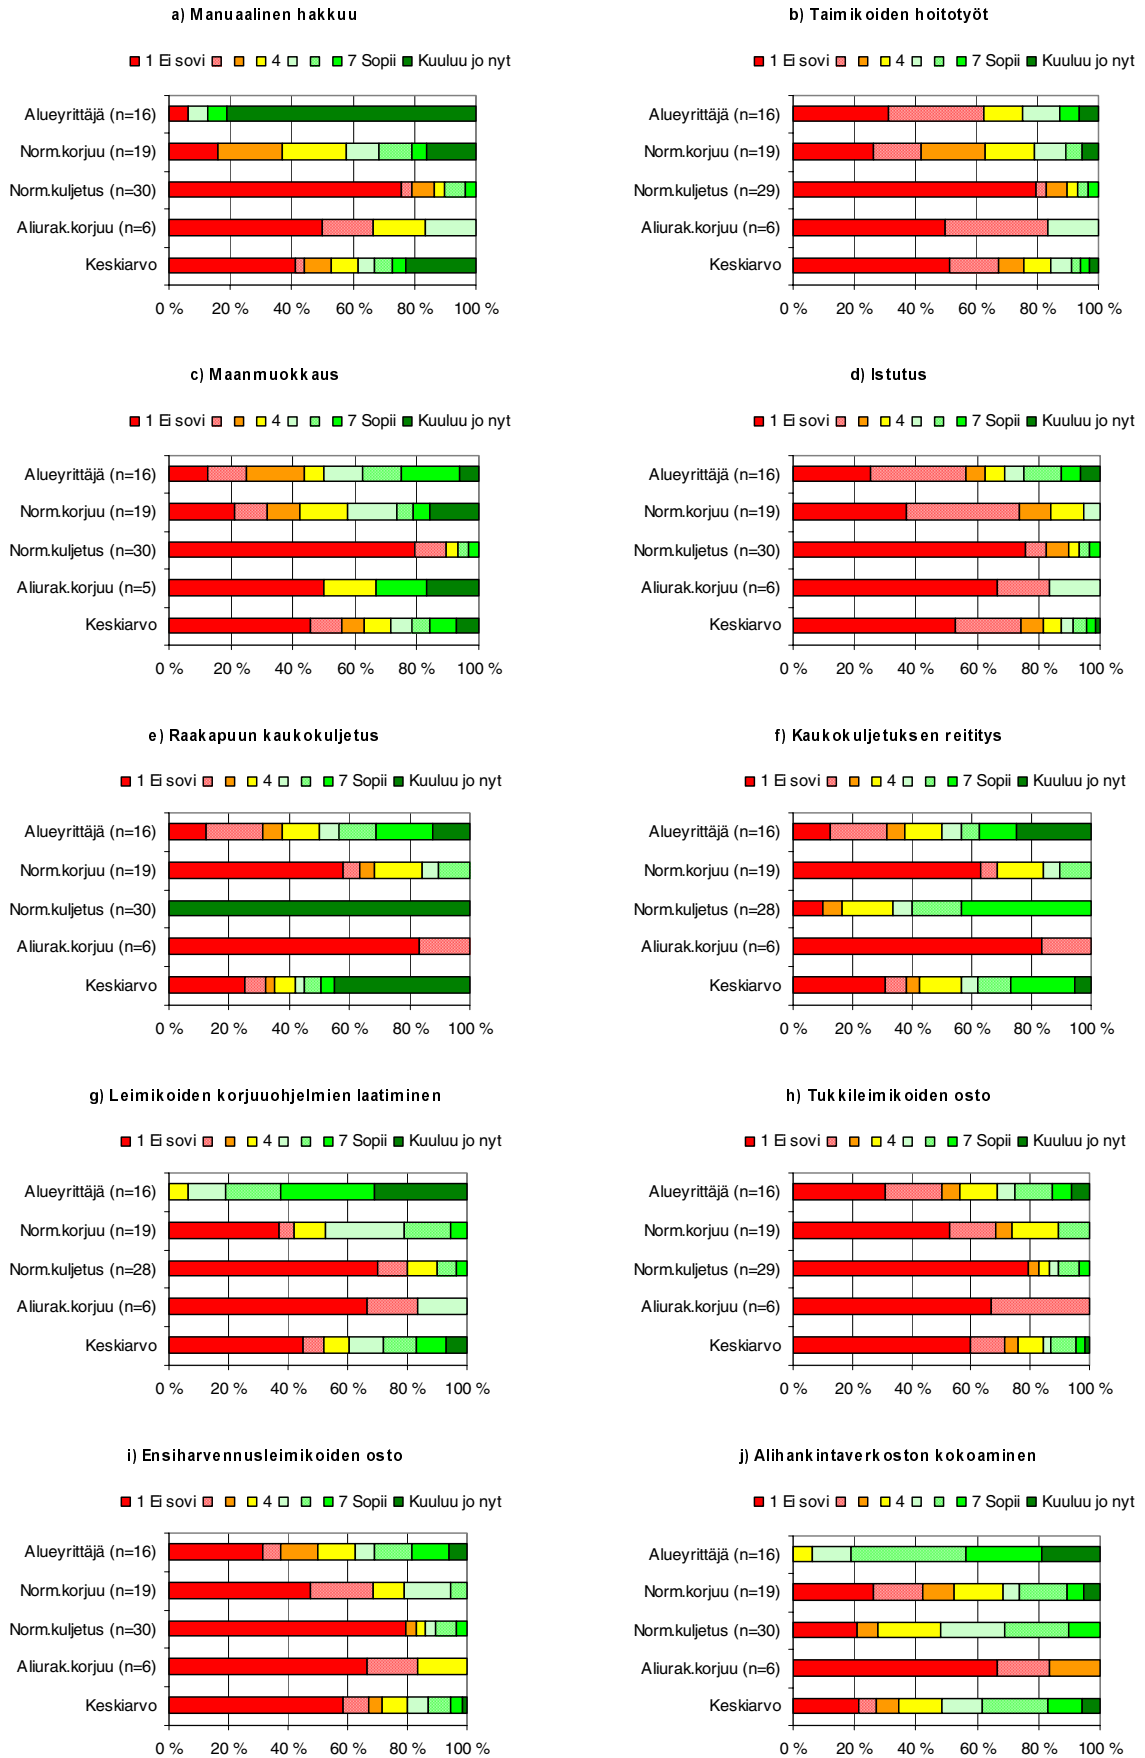 a) Manuaalinen hakkuu
1 Ei sovi 4 7 Sopii Kuuluu jo nyt
Alueyrittäjä (n=16)
Norm.korjuu (n=19)
Norm.kuljetus (n=30)
Aliurak.korjuu (n=6)
Keskiarvo
0 % 20 % 40 % 60 % 80 % 100 %
b) Taimikoiden hoitotyöt
1 Ei sovi 4 7 Sopii Kuuluu jo nyt
Alueyrittäjä (n=16)
Norm.korjuu (n=19)
Norm.kuljetus (n=29)
Aliurak.korjuu (n=6)
Keskiarvo
0 % 20 % 40 % 60 % 80 % 100 %
c) Maanmuokkaus
1 Ei sovi 4 7 Sopii Kuuluu jo nyt
Alueyrittäjä (n=16)
Norm.korjuu (n=19)
Norm.kuljetus (n=30)
Aliurak.korjuu (n=5)
Keskiarvo
0 % 20 % 40 % 60 % 80 % 100 %
d) Istutus
1 Ei sovi 4 7 Sopii Kuuluu jo nyt
Alueyrittäjä (n=16)
Norm.korjuu (n=19)
Norm.kuljetus (n=30)
Aliurak.korjuu (n=6)
Keskiarvo
0 % 20 % 40 % 60 % 80 % 100 %
e) Raakapuun kaukokuljetus
1 Ei sovi 4 7 Sopii Kuuluu jo nyt
Alueyrittäjä (n=16)
Norm.korjuu (n=19)
Norm.kuljetus (n=30)
Aliurak.korjuu (n=6)
Keskiarvo
0 % 20 % 40 % 60 % 80 % 100 %
f) Kaukokuljetuksen reititys
1 Ei sovi 4 7 Sopii Kuuluu jo nyt
Alueyrittäjä (n=16)
Norm.korjuu (n=19)
Norm.kuljetus (n=28)
Aliurak.korjuu (n=6)
Keskiarvo
0 % 20 % 40 % 60 % 80 % 100 %
g) Leimikoiden korjuuohjelmien laatiminen
1 Ei sovi 4 7 Sopii Kuuluu jo nyt
Alueyrittäjä (n=16)
Norm.korjuu (n=19)
Norm.kuljetus (n=28)
Aliurak.korjuu (n=6)
Keskiarvo
0 % 20 % 40 % 60 % 80 % 100 %
h) Tukkileimikoiden osto
1 Ei sovi 4 7 Sopii Kuuluu jo nyt
Alueyrittäjä (n=16)
Norm.korjuu (n=19)
Norm.kuljetus (n=29)
Aliurak.korjuu (n=6)
Keskiarvo
0 % 20 % 40 % 60 % 80 % 100 %
i) Ensiharvennusleimikoiden osto
1 Ei sovi 4 7 Sopii Kuuluu jo nyt
Alueyrittäjä (n=16)
Norm.korjuu (n=19)
Norm.kuljetus (n=30)
Aliurak.korjuu (n=6)
Keskiarvo
0 % 20 % 40 % 60 % 80 % 100 %
j) Alihankintaverkoston kokoaminen
1 Ei sovi 4 7 Sopii Kuuluu jo nyt
Alueyrittäjä (n=16)
Norm.korjuu (n=19)
Norm.kuljetus (n=30)
Aliurak.korjuu (n=6)
Keskiarvo
0 % 20 % 40 % 60 % 80 % 100 %